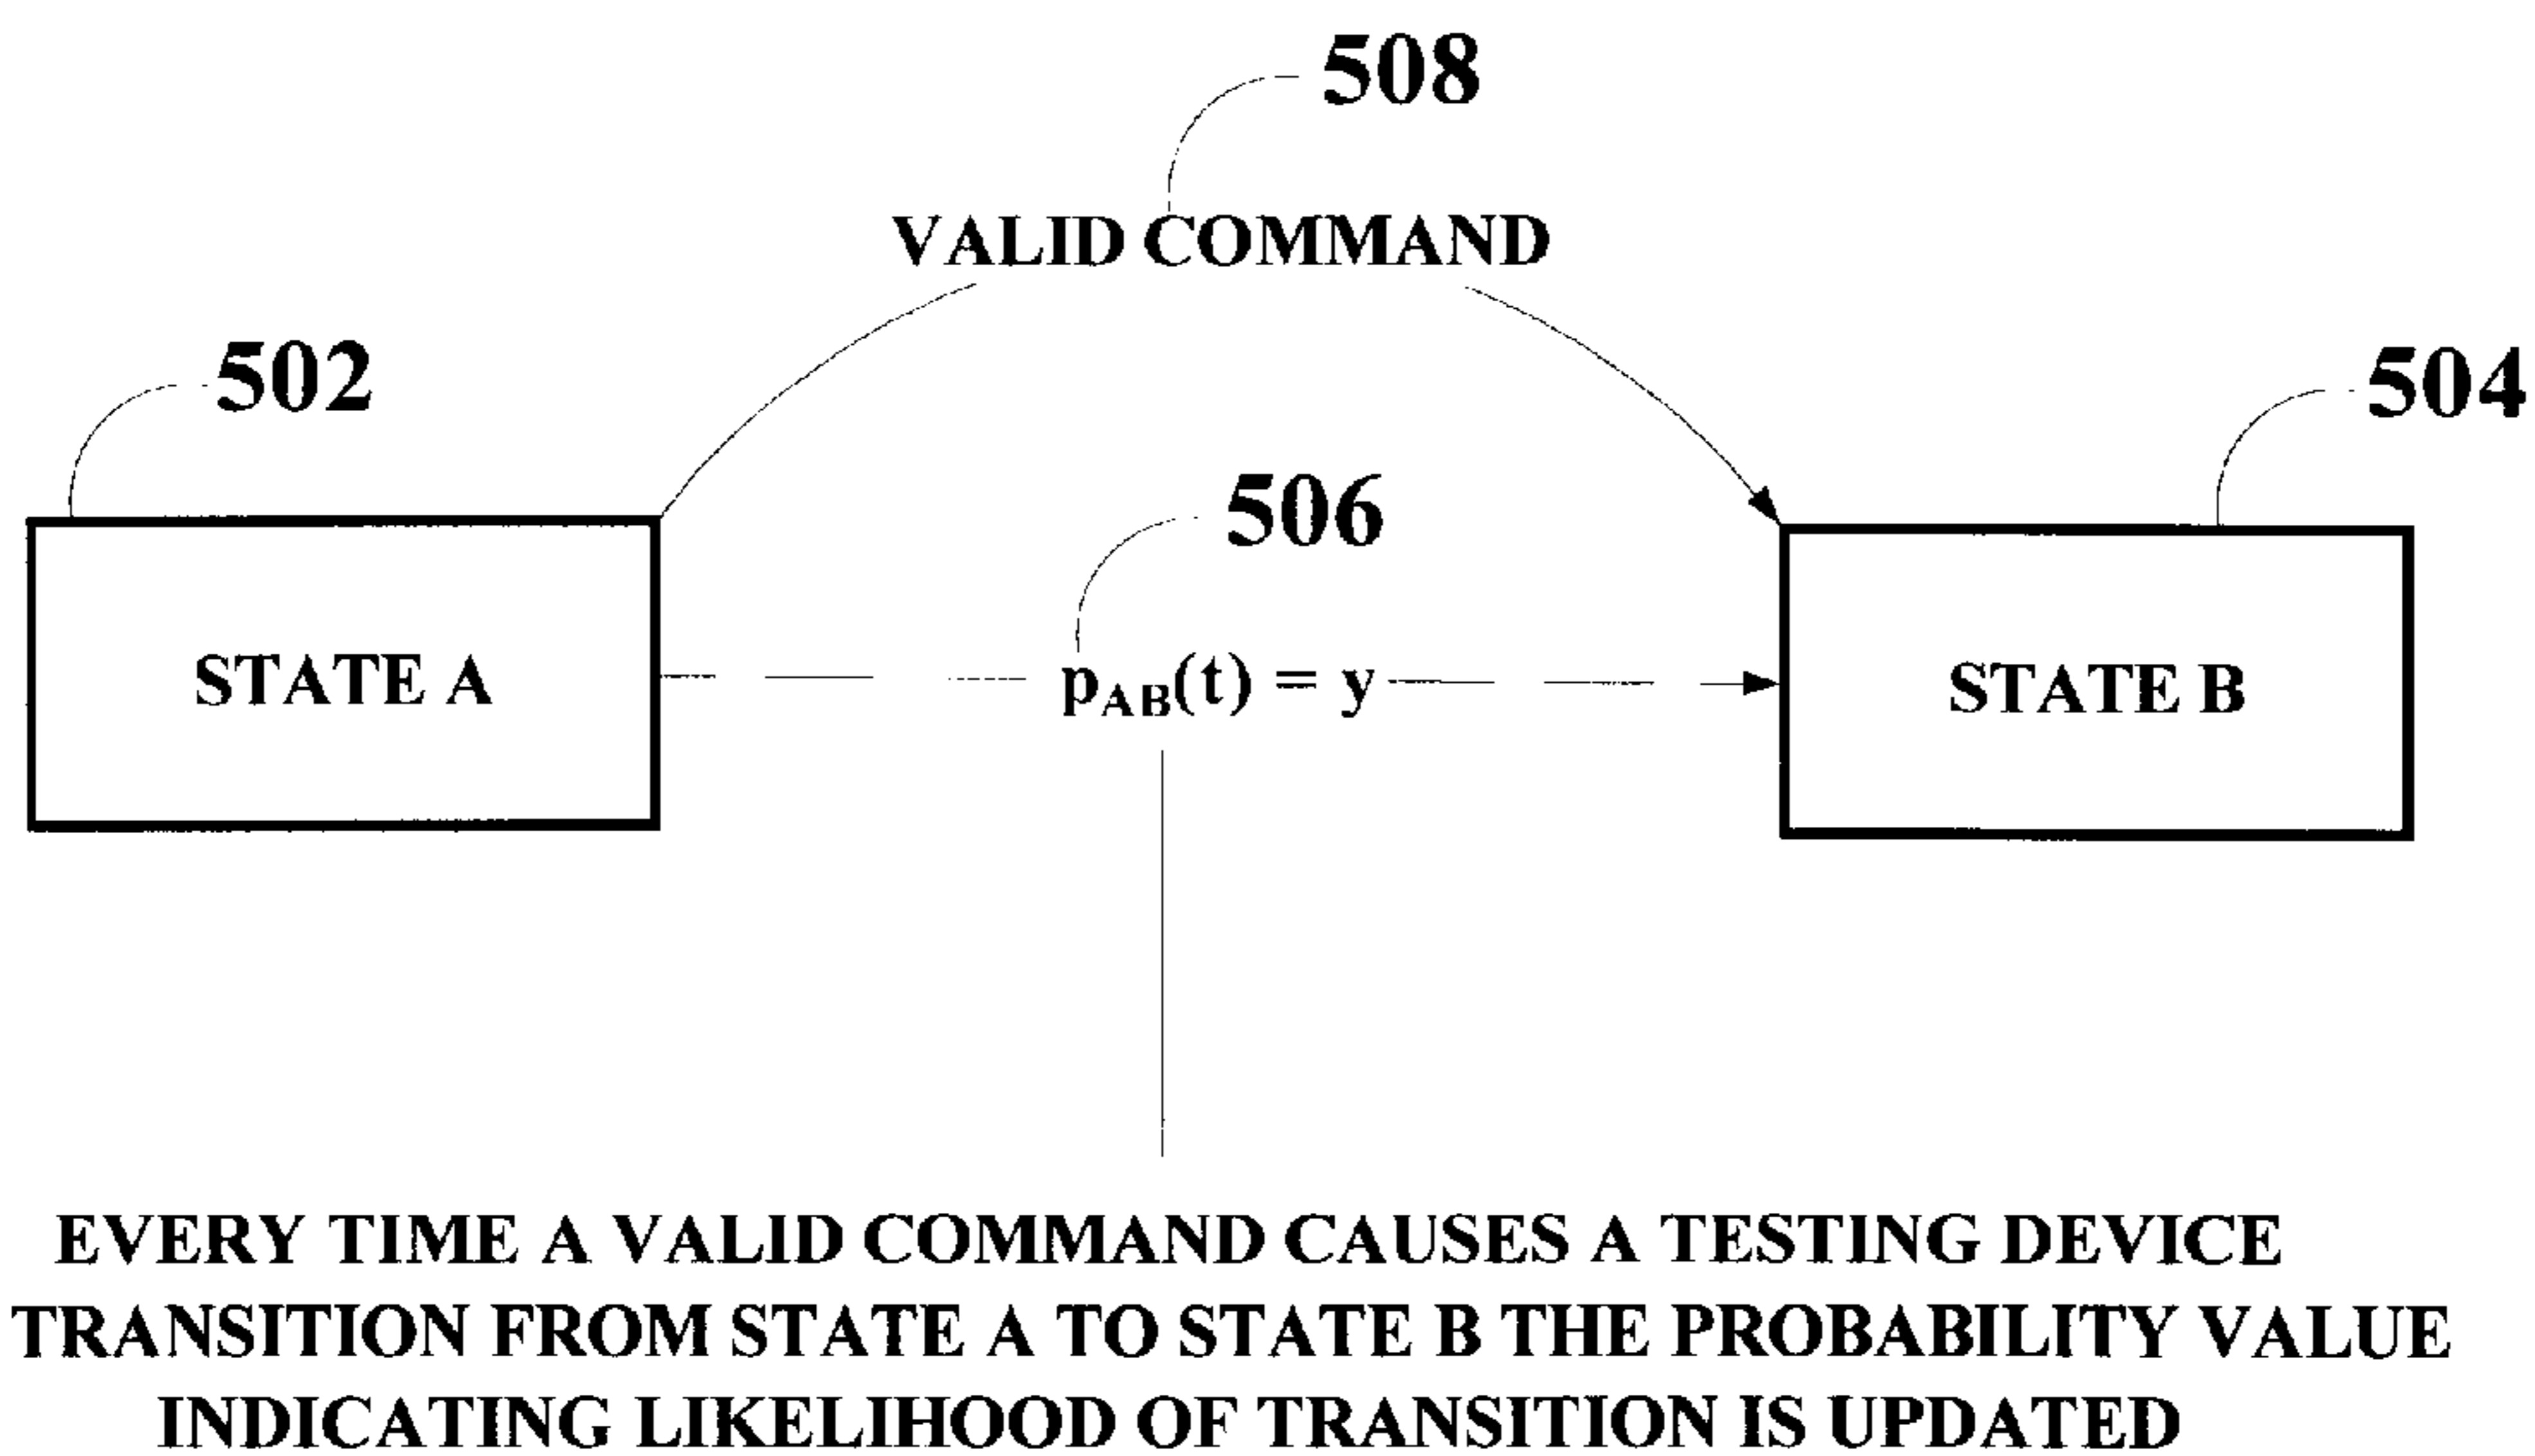 508
VALID COMMAND
502
504
506
STATE A
p_AB(t) = y
STATE B
EVERY TIME A VALID COMMAND CAUSES A TESTING DEVICE
TRANSITION FROM STATE A TO STATE B THE PROBABILITY VALUE
INDICATING LIKELIHOOD OF TRANSITION IS UPDATED